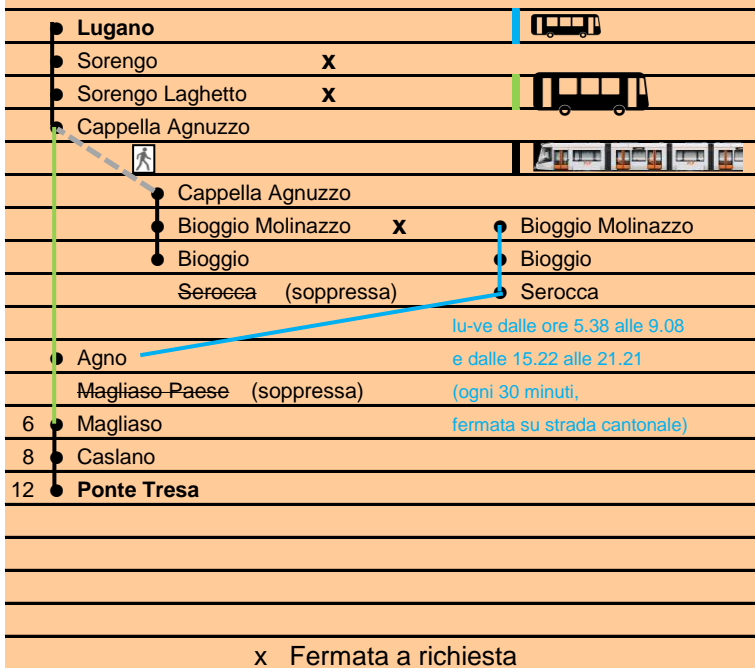 Lugano
Sorengo x
Sorengo Laghetto x
Cappella Agnuzzo
Cappella Agnuzzo
Bioggio Molinazzo x Bioggio Molinazzo
Bioggio Bioggio
Serocca (soppressa) Serocca
lu-ve dalle ore 5.38 alle 9.08
Agno e dalle 15.22 alle 21.21
Magliaso Paese (soppressa) (ogni 30 minuti,
6 Magliaso fermata su strada cantonale)
8 Caslano
12 Ponte Tresa
x Fermata a richiesta